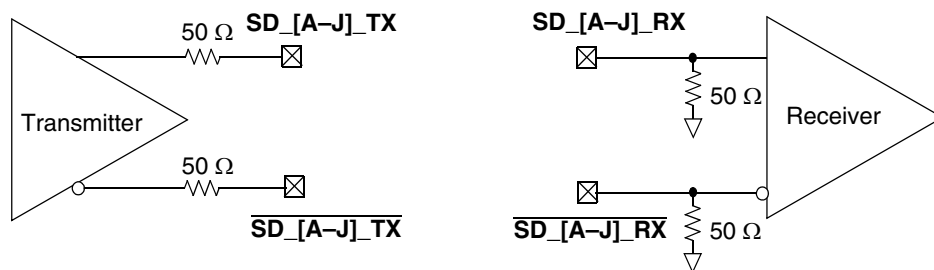 SD_[A–J]_TX
50 Ω
Transmitter
50 Ω
SD_[A–J]_TX
SD_[A–J]_RX
50 Ω
Receiver
SD_[A–J]_RX
50 Ω